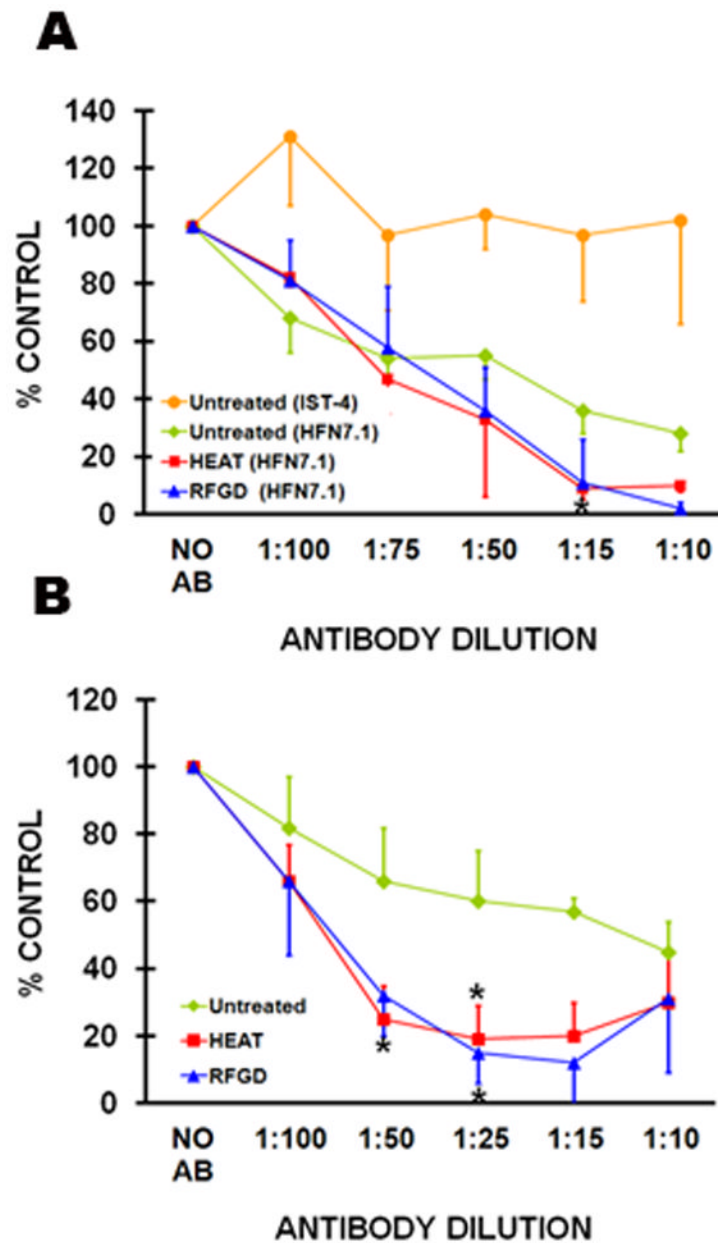 A
140
120
100
80
60
40
20
0
% CONTROL
Untreated (IST-4)
Untreated (HFN7.1)
HEAT (HFN7.1)
RFGD (HFN7.1)
*
NO AB 1:100 1:75 1:50 1:15 1:10
ANTIBODY DILUTION
B
120
100
80
60
40
20
0
% CONTROL
Untreated
HEAT
RFGD
*
*
*
NO AB 1:100 1:50 1:25 1:15 1:10
ANTIBODY DILUTION